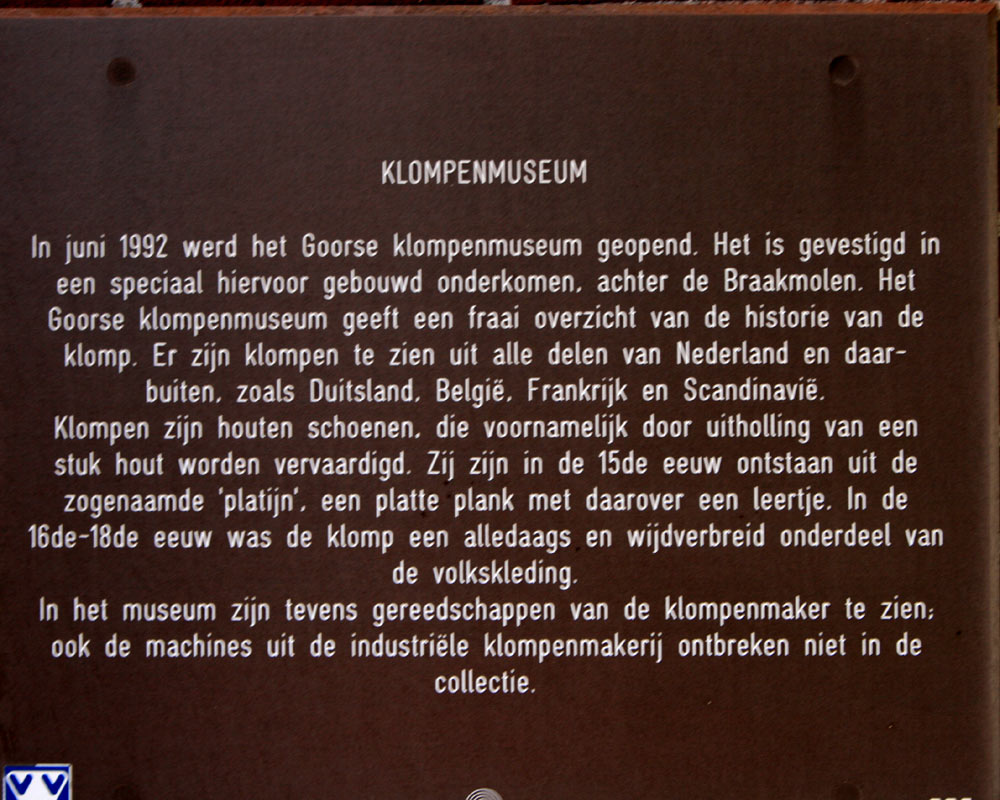 KLOMPENMUSEUM
In juni 1992 werd het Goorse klompenmuseum geopend. Het is gevestigd in
een speciaal hiervoor gebouwd onderkomen, achter de Braakmolen. Het
Goorse klompenmuseum geeft een fraai overzicht van de historie van de
klomp. Er zijn klompen te zien uit alle delen van Nederland en daar-
buiten, zoals Duitsland, België, Frankrijk en Scandinavië.
Klompen zijn houten schoenen, die voornamelijk door uitholling van een
stuk hout worden vervaardigd. Zij zijn in de 15de eeuw ontstaan uit de
zogenaamde 'platijn', een platte plank met daarover een leertje. In de
16de-18de eeuw was de klomp een alledaags en wijdverbreid onderdeel van
de volkskleding.
In het museum zijn tevens gereedschappen van de klompenmaker te zien;
ook de machines uit de industriële klompenmakerij ontbreken niet in de
collectie.